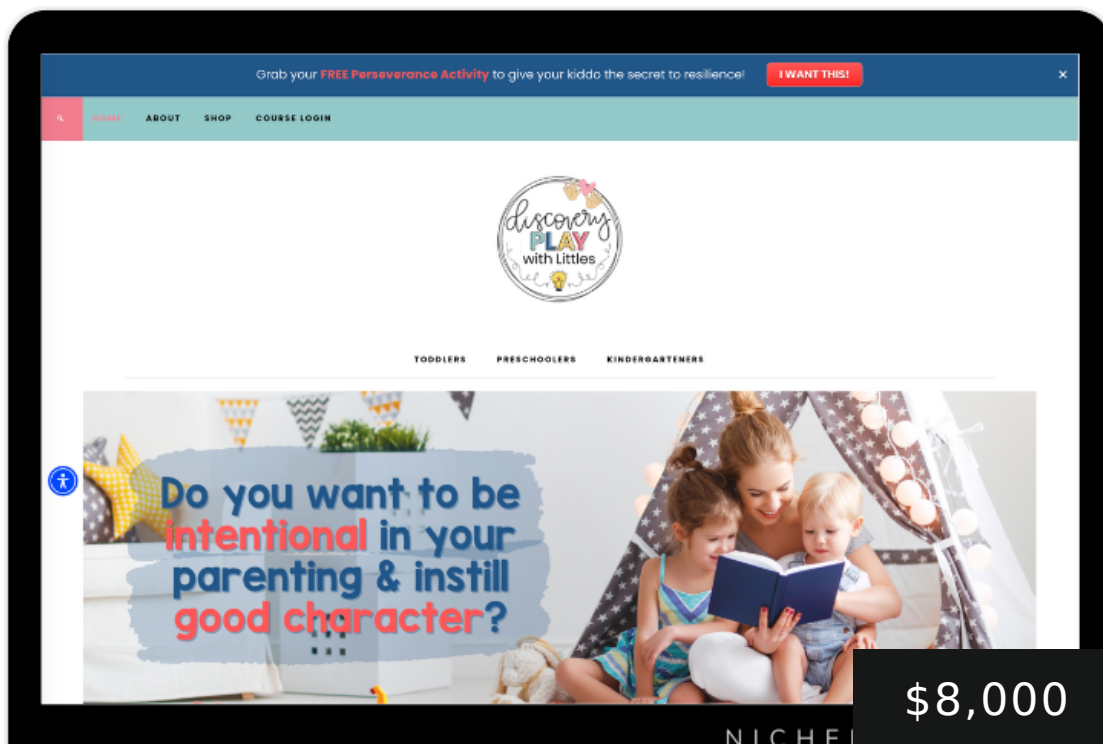 Grab your FREE Perseverance Activity to give your kiddo the secret to resilience!
I WANT THIS!
×
HOME
ABOUT
SHOP
COURSE LOGIN
discovery
PLAY
with Littles
TODDLERS
PRESCHOOLERS
KINDERGARTENERS
Do you want to be
intentional in your
parenting & instill
good character?
$8,000